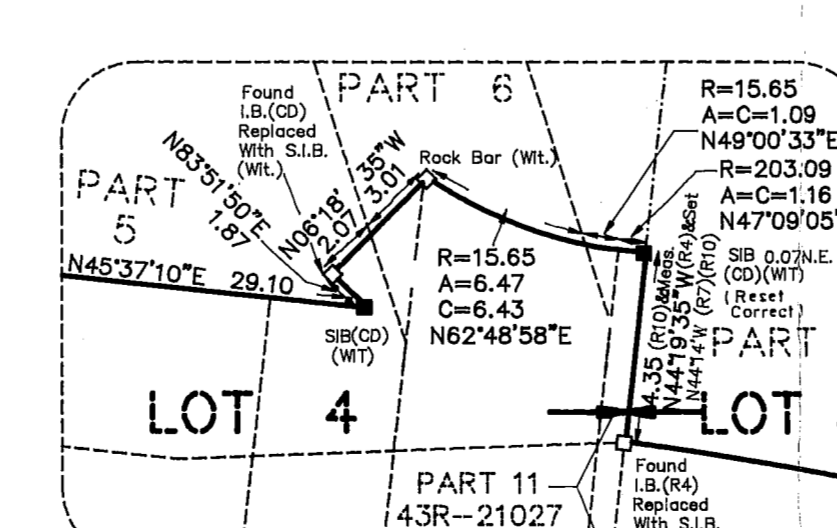 PART 6
Found
I.B.(CD)
Replaced
With S.I.B.
(Wit.)
R=15.65
A=C=1.09
N49°00'33"E
N83°51'50"E
1.87
N06°18'35"W
2.07 3.01
Rock Bar (Wit.)
R=203.09
A=C=1.16
N47°09'05"
PART
5
N45°37'10"E 29.10
R=15.65
A=6.47
C=6.43
N62°48'58"E
SIB 0.07N.E.
(CD)(WIT)
(Reset
Correct)
SIB(CD)
(WIT)
4.35 (R10)&Meas.
N44°19'35"W(R4)&Set
N44°14'W (R7)(R10)
PART
LOT 4
LOT
PART 11
43R--21027
Found
I.B.(R4)
Replaced
With S.I.B.